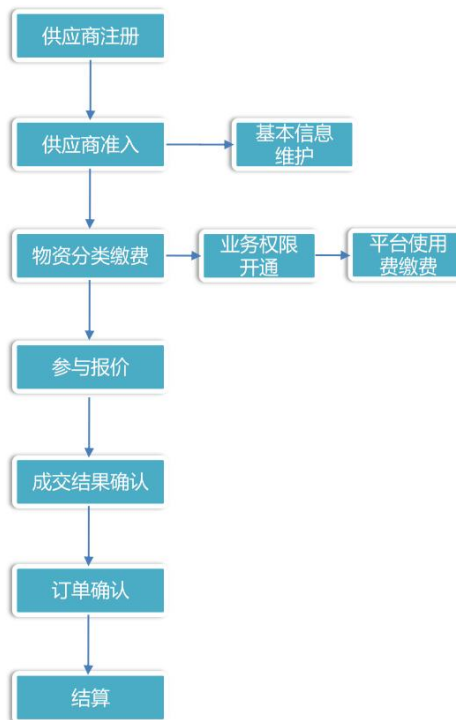 供应商注册
供应商准入
基本信息
维护
物资分类缴费
业务权限
开通
平台使用
费缴费
参与报价
成交结果确认
订单确认
结算